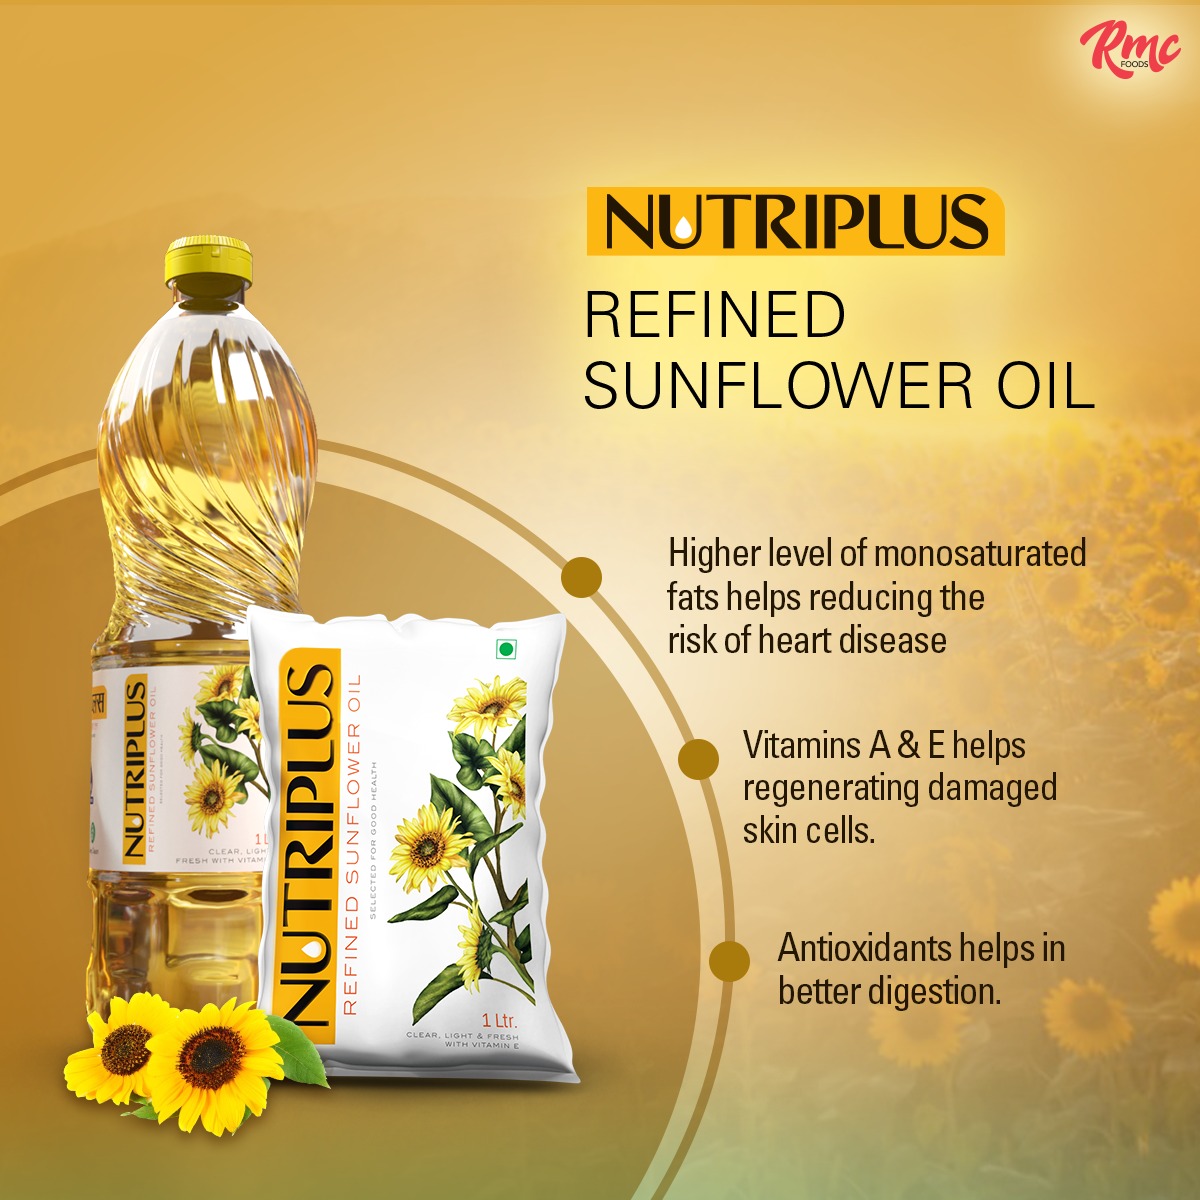 Rmc
FOODS
NUTRIPLUS
REFINED
SUNFLOWER OIL
Higher level of monosaturated
fats helps reducing the
risk of heart disease
Vitamins A & E helps
regenerating damaged
skin cells.
Antioxidants helps in
better digestion.
NUTRIPLUS
REFINED SUNFLOWER OIL
CLEAR, LIGH
FRESH WITH VITAM
NUTRIPLUS
REFINED SUNFLOWER OIL
SELECTED FOR GOOD HEALTH
1 Ltr.
CLEAR, LIGHT & FRESH
WITH VITAMIN E